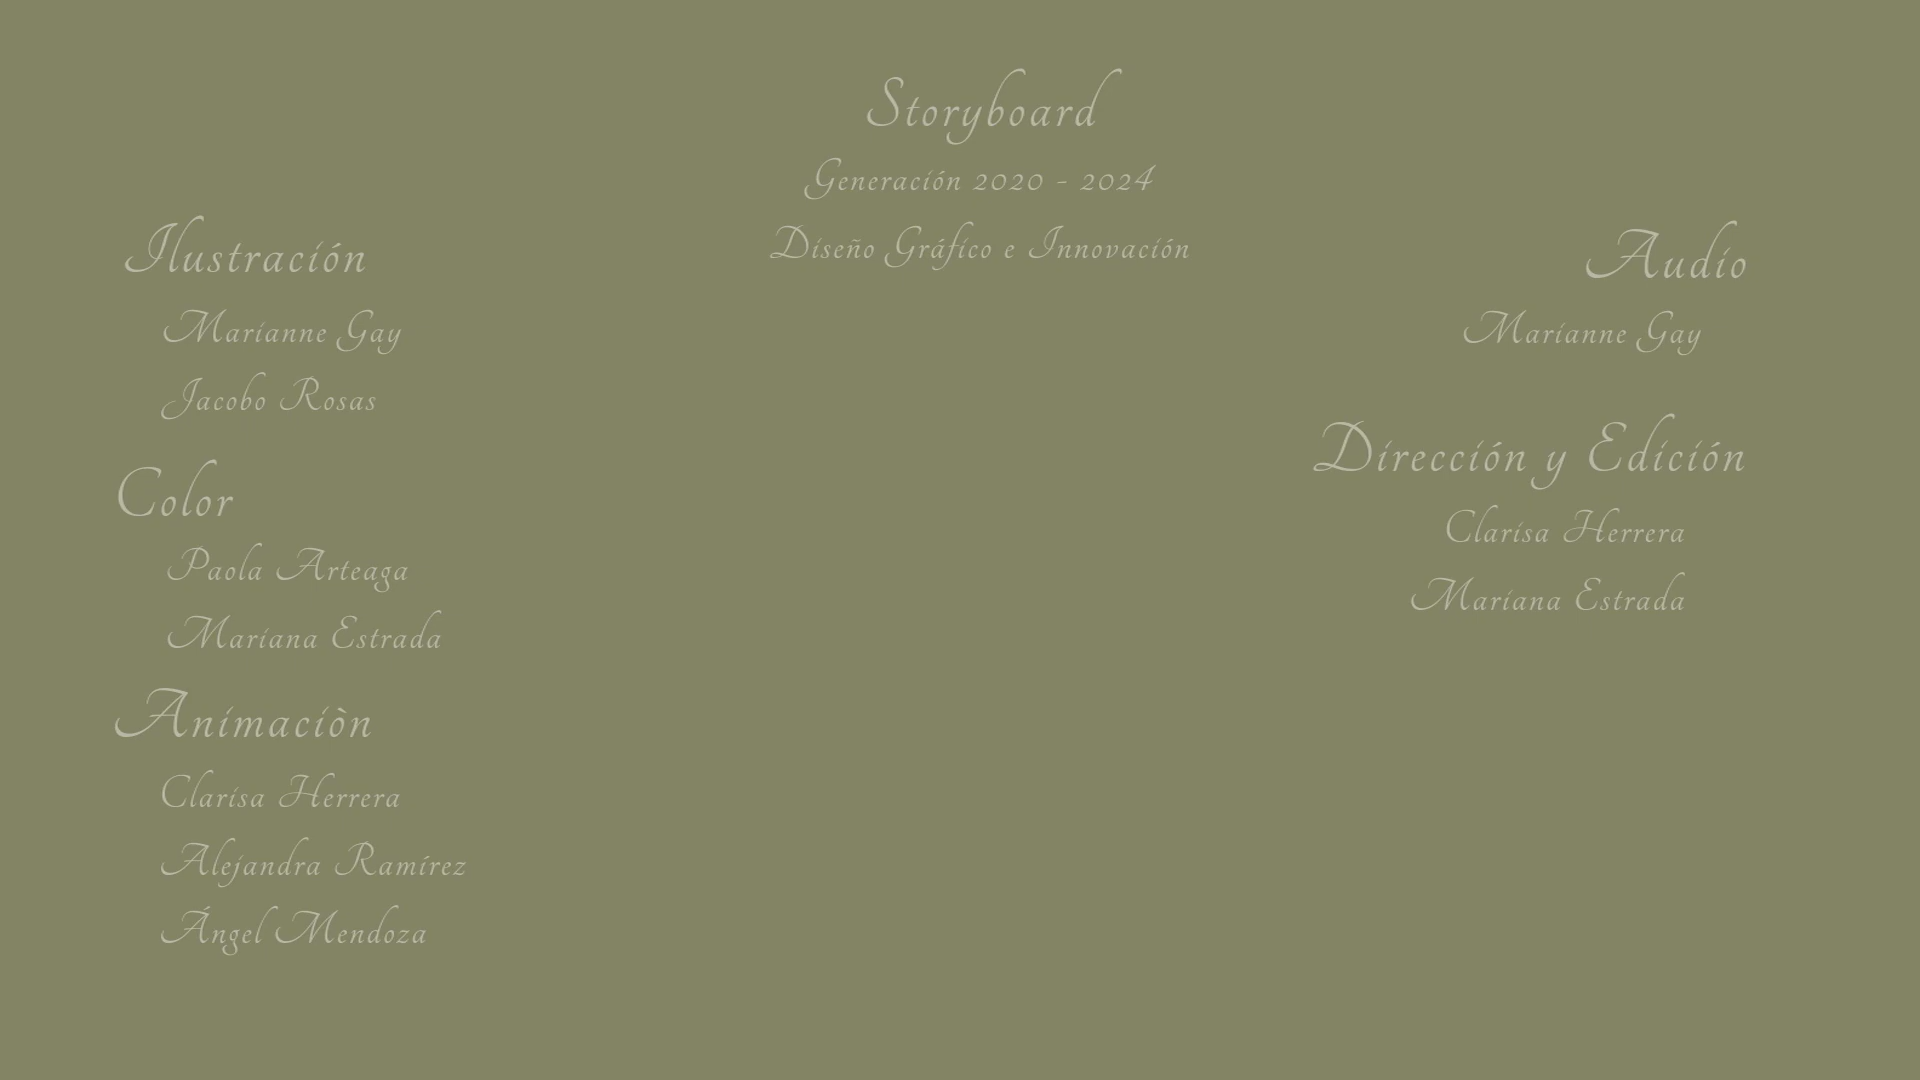 Storyboard
Generación 2020 - 2024
Diseño Gráfico e Innovación
Ilustración
Marianne Gay
Jacobo Rosas
Color
Paola Arteaga
Mariana Estrada
Animaciòn
Clarisa Herrera
Alejandra Ramírez
Ángel Mendoza
Audio
Marianne Gay
Dirección y Edición
Clarisa Herrera
Mariana Estrada